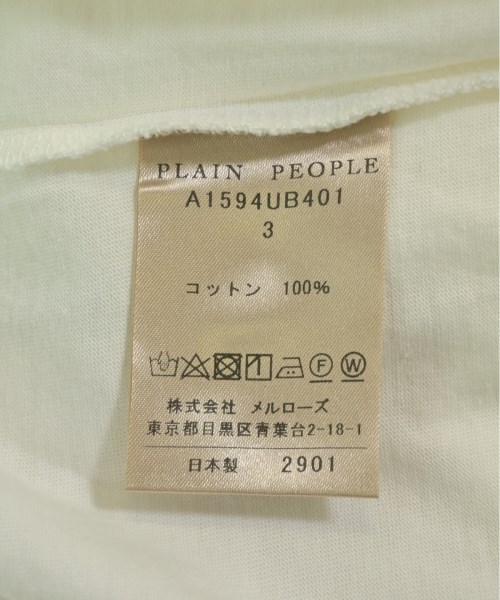 PLAIN PEOPLE
A1594UB401
3
コットン 100%
F W
株式会社 メルローズ
東京都目黒区青葉台2-18-1
日本製 2901